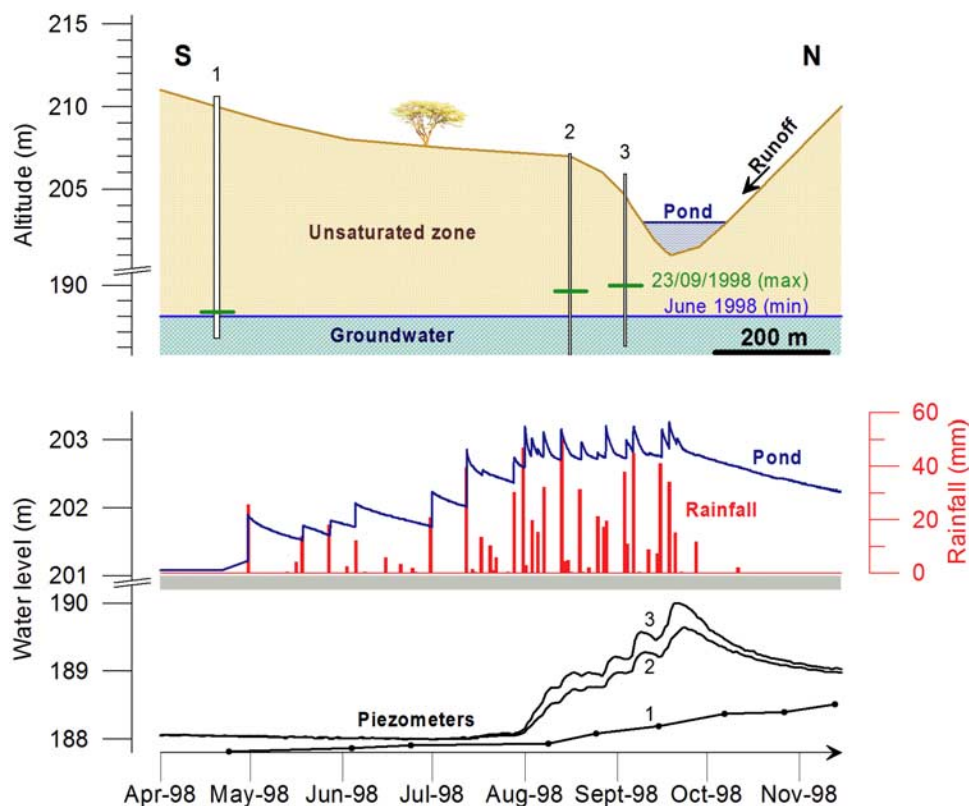 215
S
N
1
210
2
3
Runoff
205
Pond
Unsaturated zone
23/09/1998 (max)
190
June 1998 (min)
Groundwater
200 m
Altitude (m)
60
203
Pond
40
202
Rainfall
20
201
0
Rainfall (mm)
Water level (m)
190
3
189
2
Piezometers
1
188
Apr-98 May-98 Jun-98 Jul-98 Aug-98 Sept-98 Oct-98 Nov-98